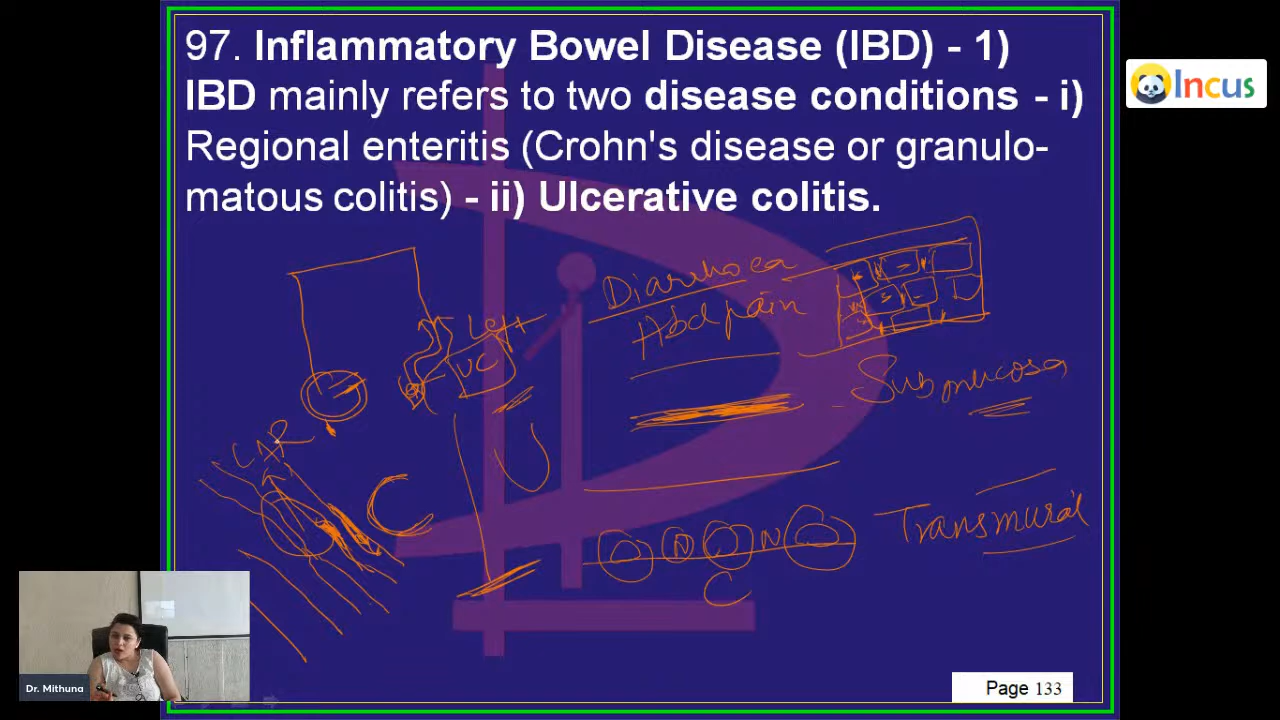 97. Inflammatory Bowel Disease (IBD) - 1)
IBD mainly refers to two disease conditions - i)
Regional enteritis (Crohn's disease or granulo-
matous colitis) - ii) Ulcerative colitis.
Incus
Diarrhoea
Abd pain
Left
UC
Submucosa
U
C
Transmural
N
N
C
Dr. Mithuna
Page 133